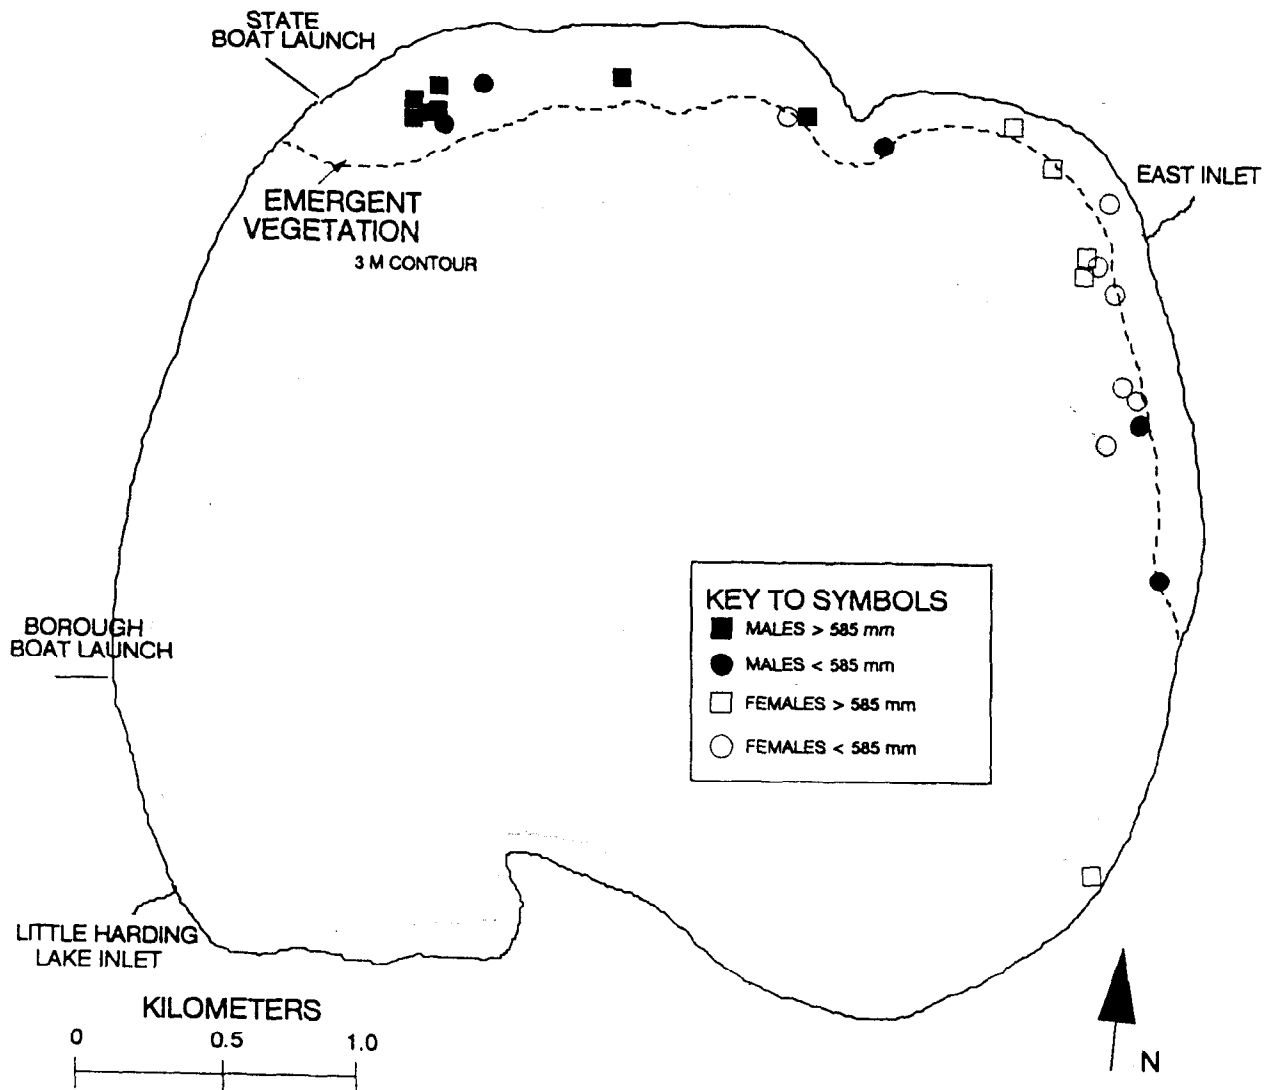 STATE
BOAT LAUNCH
EAST INLET
EMERGENT
VEGETATION
3 M CONTOUR
KEY TO SYMBOLS
MALES > 585 mm
MALES < 585 mm
FEMALES > 585 mm
FEMALES < 585 mm
BOROUGH
BOAT LAUNCH
LITTLE HARDING
LAKE INLET
KILOMETERS
0 0.5 1.0
N